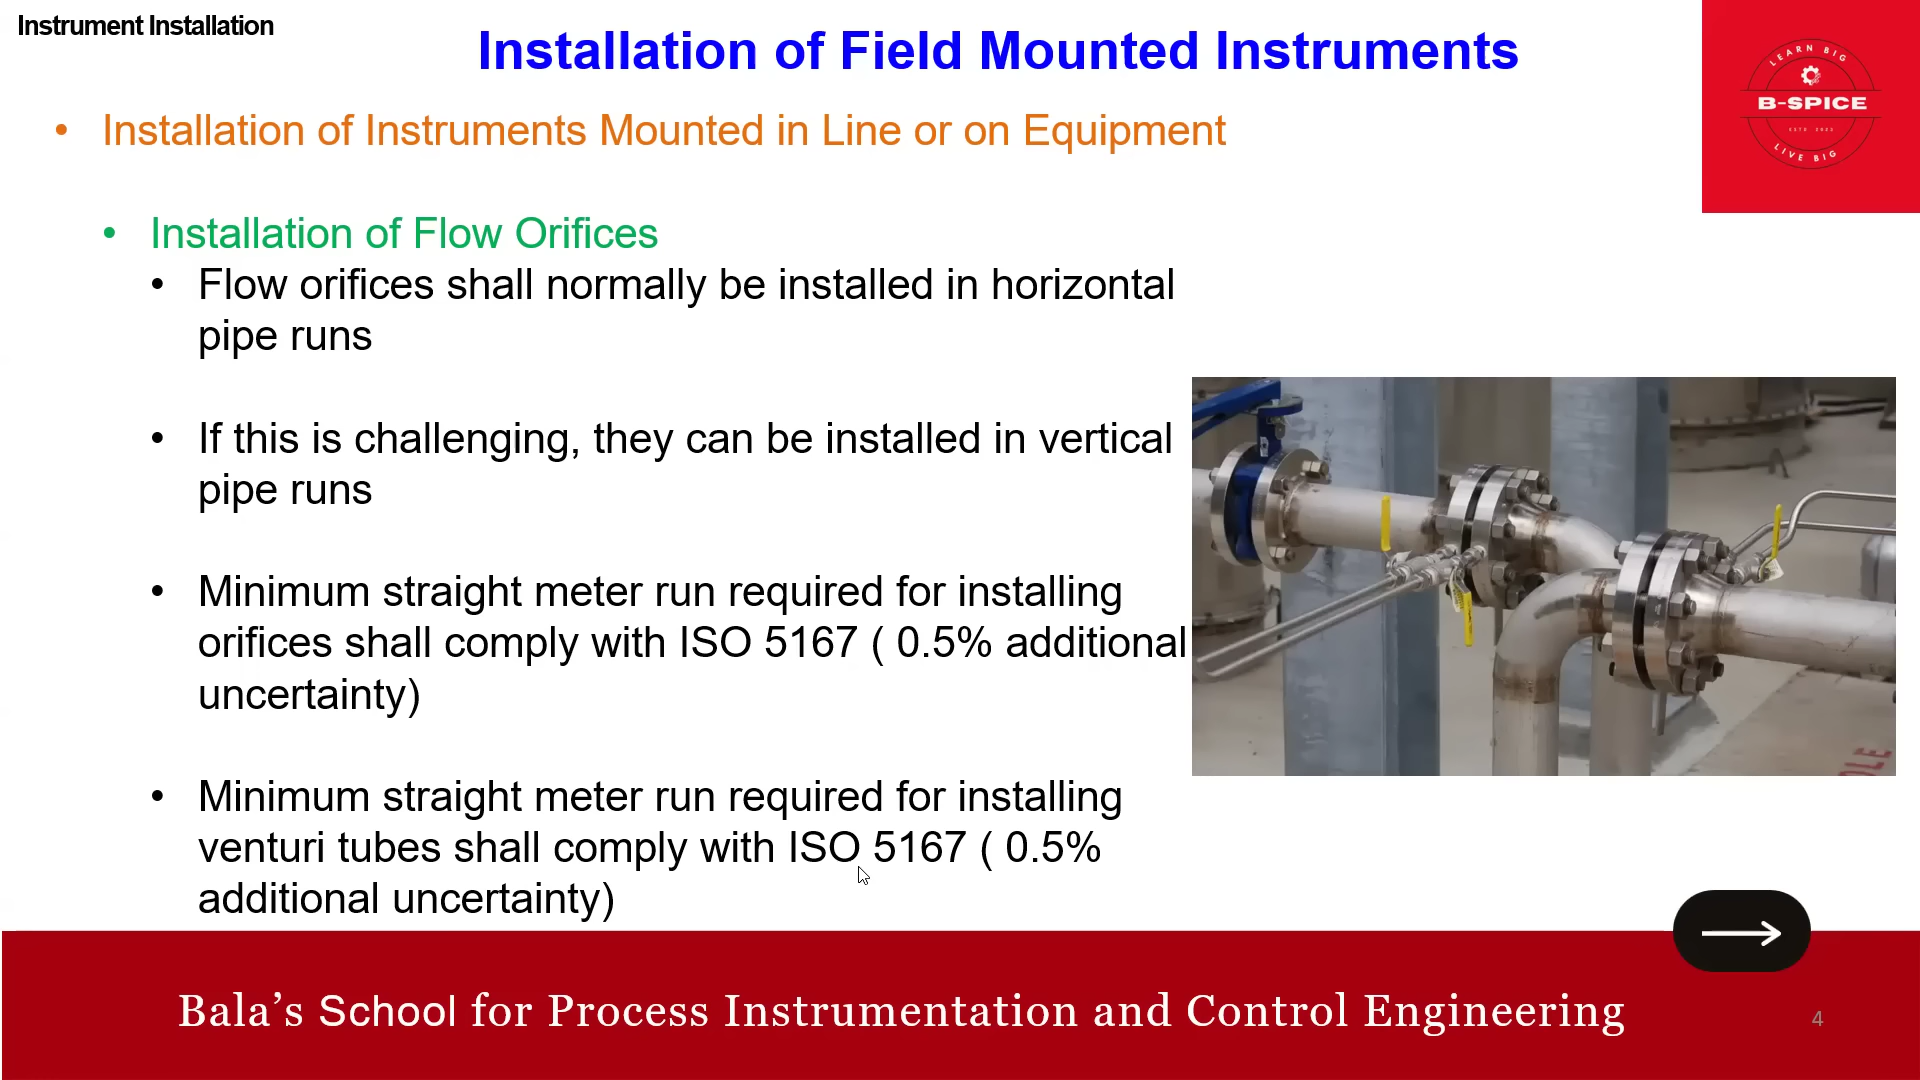 Instrument Installation
Installation of Field Mounted Instruments
LEARN BIG
B-SPICE
ESTD 2023
LIVE BIG
• Installation of Instruments Mounted in Line or on Equipment
• Installation of Flow Orifices
• Flow orifices shall normally be installed in horizontal
pipe runs
• If this is challenging, they can be installed in vertical
pipe runs
• Minimum straight meter run required for installing
orifices shall comply with ISO 5167 ( 0.5% additional
uncertainty)
• Minimum straight meter run required for installing
venturi tubes shall comply with ISO 5167 ( 0.5%
additional uncertainty)
Bala’s School for Process Instrumentation and Control Engineering
4